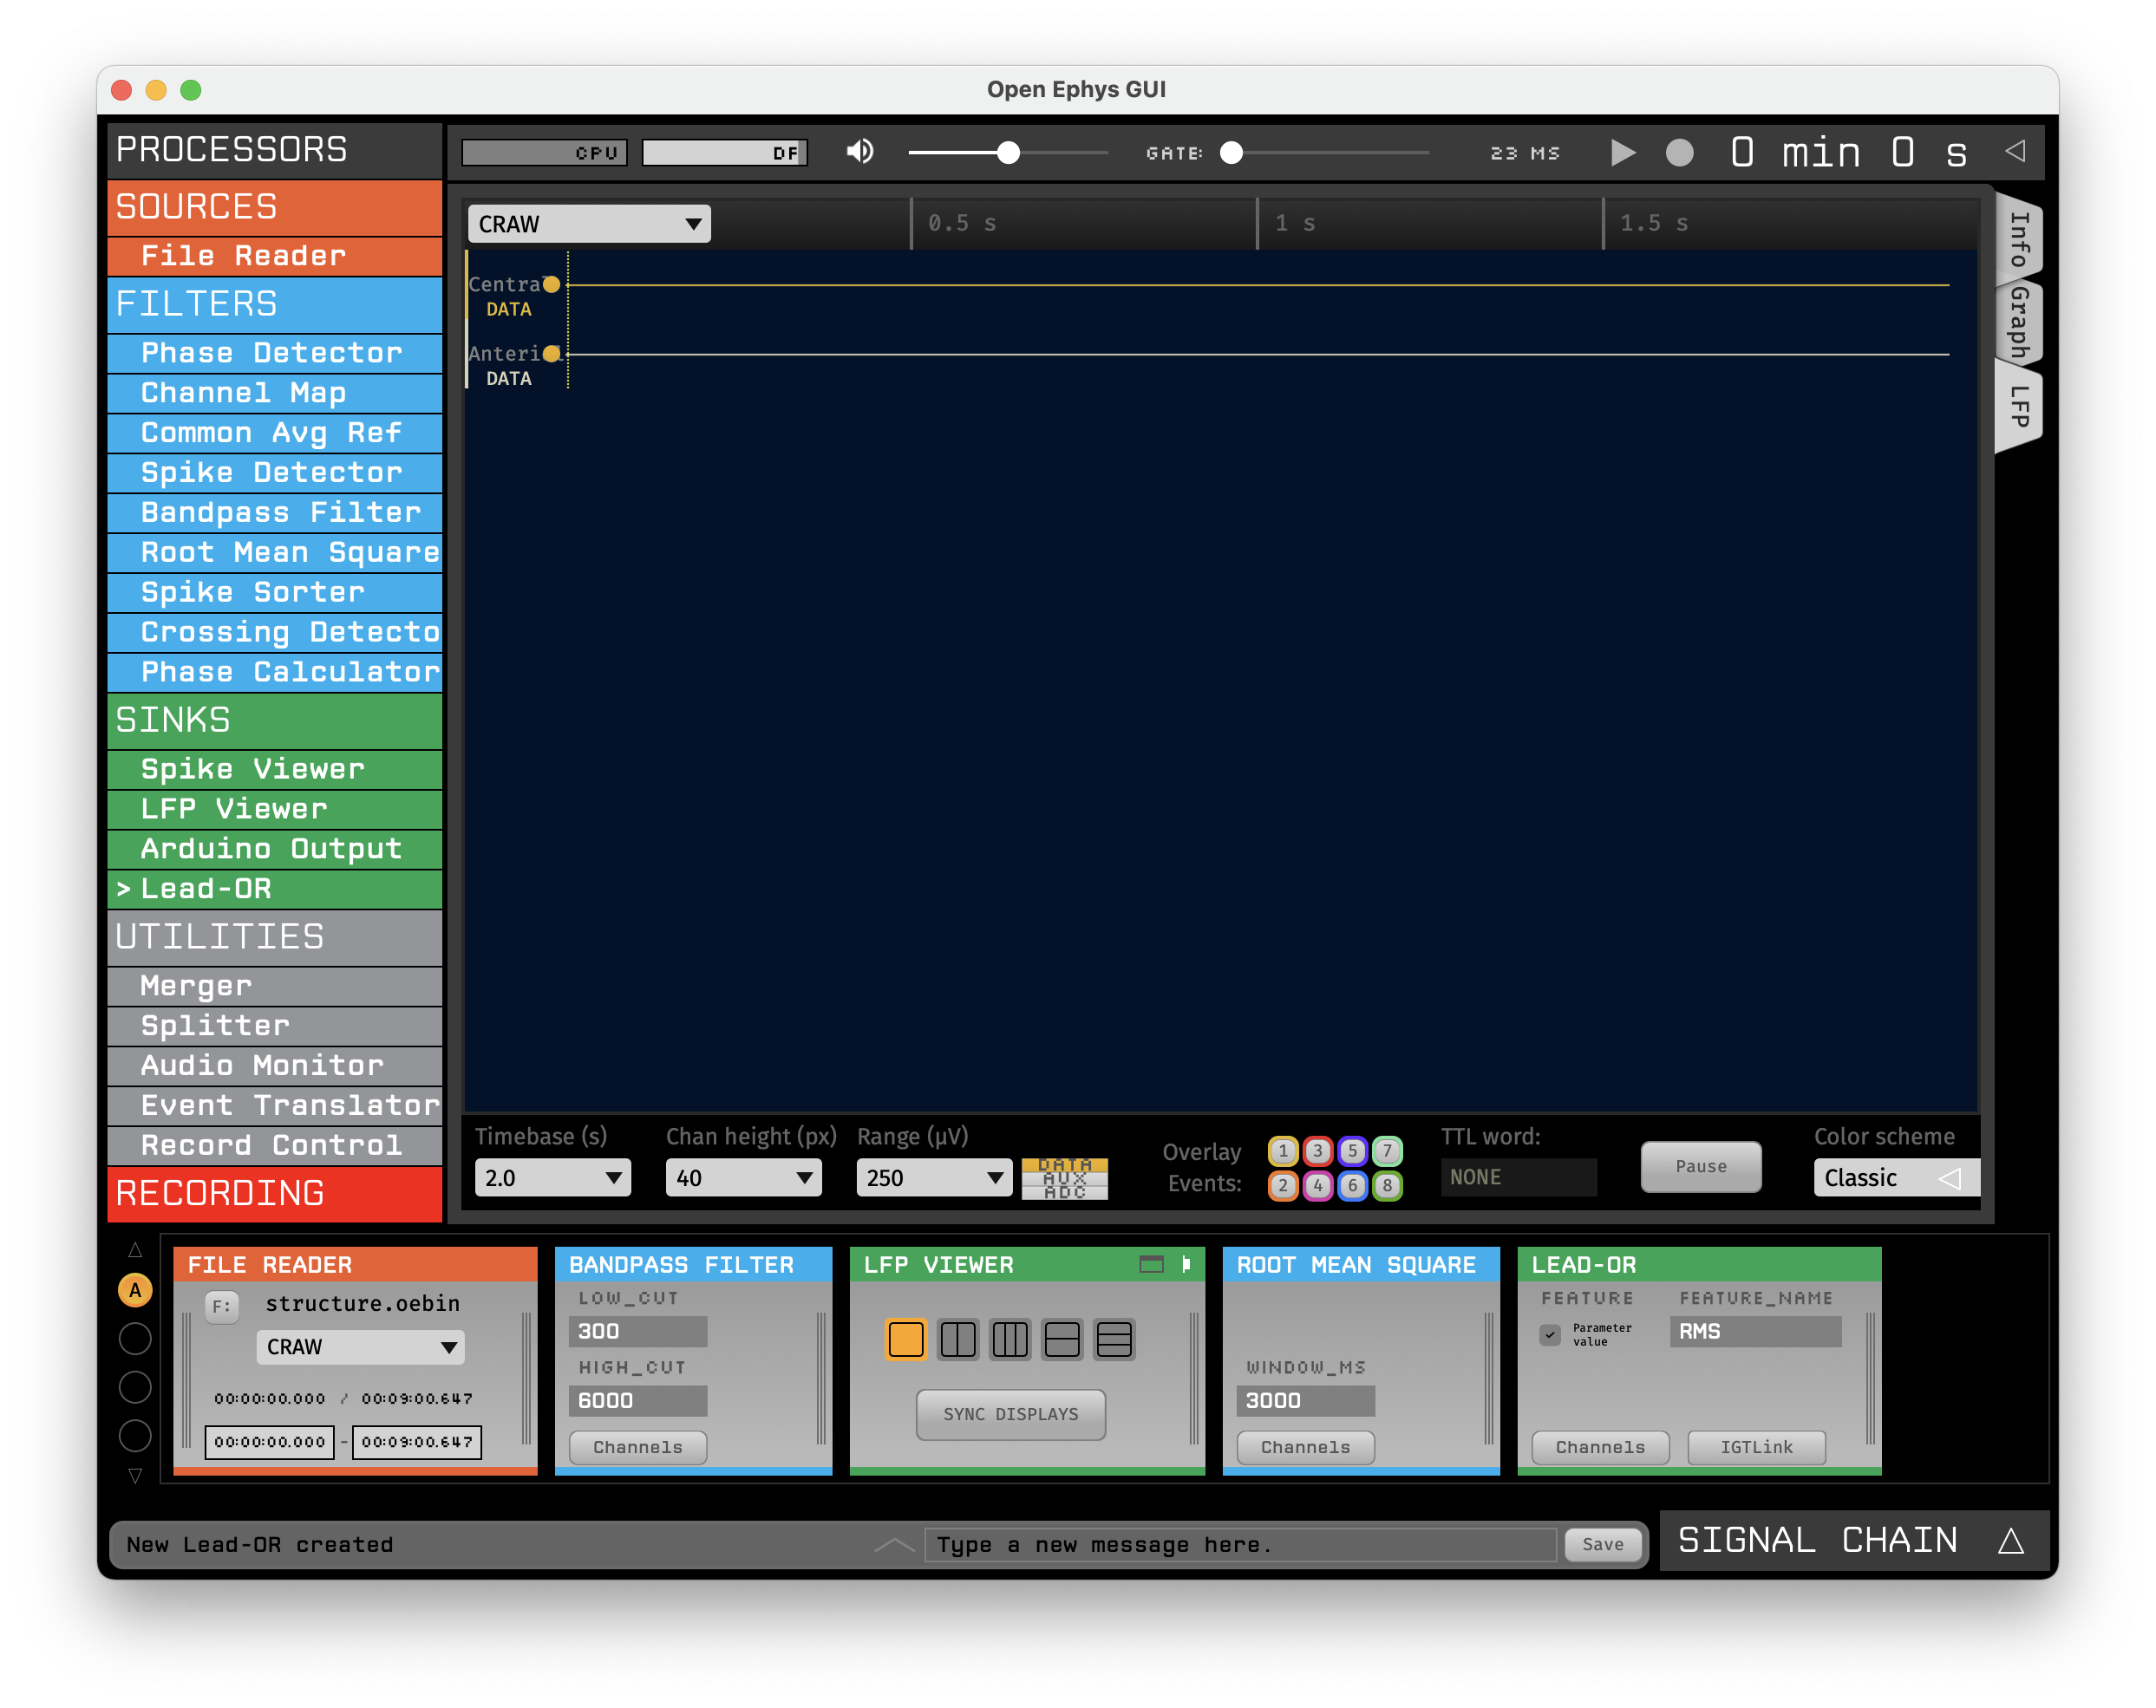 Open Ephys GUI
PROCESSORS
SOURCES
File Reader
FILTERS
Phase Detector
Channel Map
Common Avg Ref
Spike Detector
Bandpass Filter
Root Mean Square
Spike Sorter
Crossing Detecto
Phase Calculator
SINKS
Spike Viewer
LFP Viewer
Arduino Output
> Lead-OR
UTILITIES
Merger
Splitter
Audio Monitor
Event Translator
Record Control
RECORDING
CPU DF GATE: 23 MS 0 min 0 s
CRAW 0.5 s 1 s 1.5 s
Central
DATA
DATA
Info
Graph
LFP
Timebase (s) Chan height (px) Range (µV) TTL word: Color scheme
2.0 40 250
DATA
AUX
ADC
Overlay
Events:
1 3 5 7
2 4 6 8
NONE
Pause
Classic
A
FILE READER
F: structure.oebin
CRAW
00:00:00.000 / 00:09:00.647
00:00:00.000 - 00:09:00.647
BANDPASS FILTER
LOW_CUT
300
HIGH_CUT
6000
Channels
LFP VIEWER
SYNC DISPLAYS
ROOT MEAN SQUARE
WINDOW_MS
3000
Channels
LEAD-OR
FEATURE FEATURE_NAME
Parameter
value
RMS
Channels IGTLink
New Lead-OR created
Type a new message here.
Save
SIGNAL CHAIN